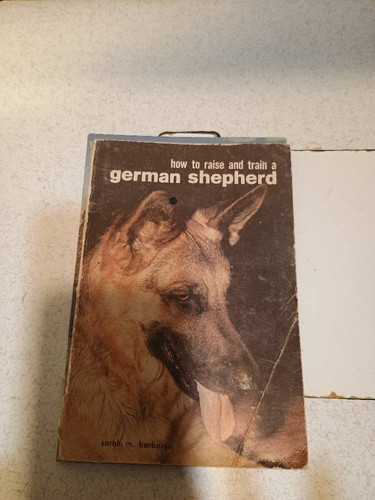 how to raise and train a
german shepherd
sarah m. barbaresi